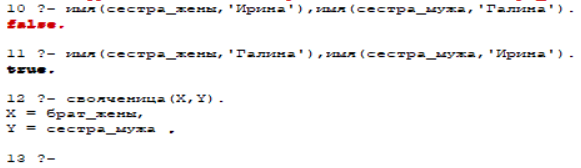 10 ?- имя(сестра_жены,'Ирина'),имя(сестра_мужа,'Галина').
false.
11 ?- имя(сестра_жены,'Галина'),имя(сестра_мужа,'Ирина').
true.
12 ?- свояченица(X,Y).
X = брат_жены,
Y = сестра_мужа .
13 ?-